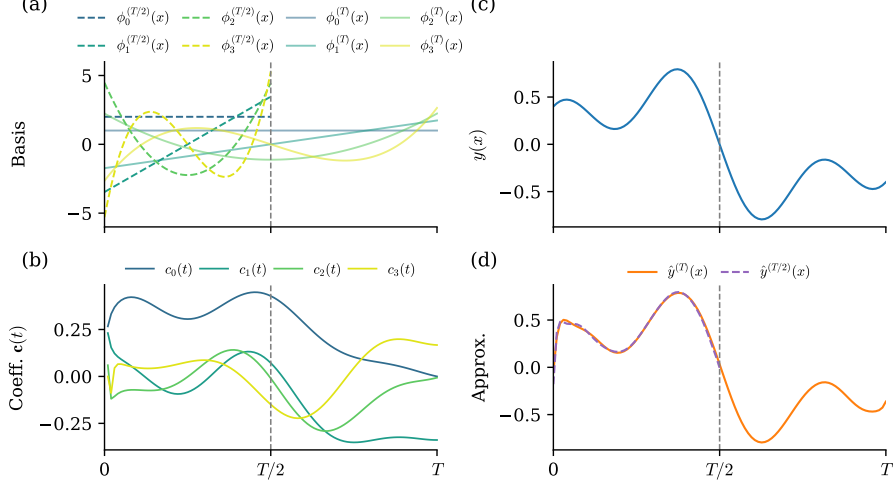 (a)
ϕ₀^(T/2)(x) ϕ₂^(T/2)(x) ϕ₀^(T)(x) ϕ₂^(T)(x)
ϕ₁^(T/2)(x) ϕ₃^(T/2)(x) ϕ₁^(T)(x) ϕ₃^(T)(x)
5
0
−5
Basis
(c)
0.5
0.0
−0.5
y(x)
(b)
c₀(t) c₁(t) c₂(t) c₃(t)
0.25
0.00
−0.25
Coeff. c(t)
0 T/2 T
(d)
ŷ^(T)(x) ŷ^(T/2)(x)
0.5
0.0
−0.5
Approx.
0 T/2 T